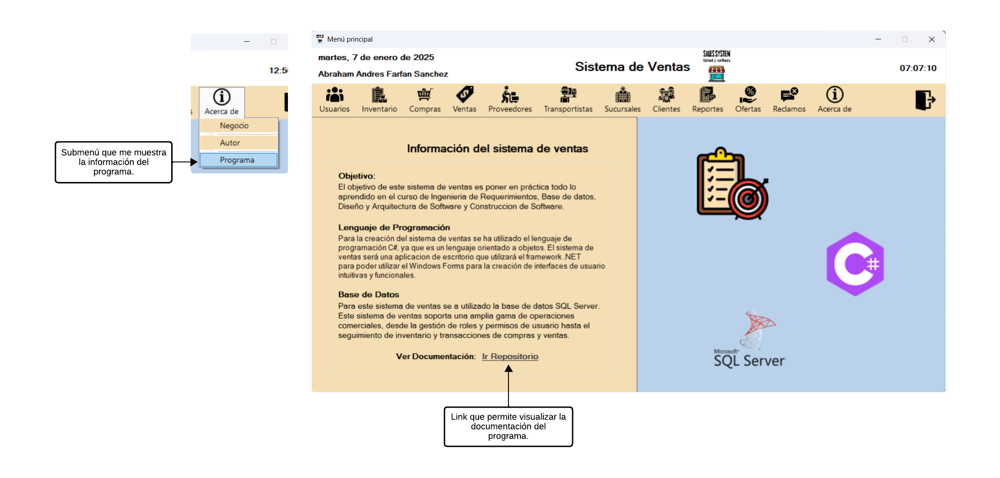 12:5
Acerca de
Negocio
Autor
Programa
Submenú que me muestra
la información del
programa.
Menú principal
martes, 7 de enero de 2025
Abraham Andres Farfan Sanchez
Sistema de Ventas
SALES SYSTEN
Calidad y confianza
07:07:10
Usuarios
Inventario
Compras
Ventas
Proveedores
Transportistas
Sucursales
Clientes
Reportes
Ofertas
Reclamos
Acerca de
Información del sistema de ventas
Objetivo:
El objetivo de este sistema de ventas es poner en práctica todo lo
aprendido en el curso de Ingenieria de Requerimientos, Base de datos,
Diseño y Arquitectura de Software y Construccion de Software.
Lenguaje de Programación
Para la creación del sistema de ventas se ha utilizado el lenguaje de
programación C#, ya que es un lenguaje orientado a objetos. El sistema de
ventas será una aplicacion de escritorio que utilizará el framework .NET
para poder utilizar el Windows Forms para la creación de interfaces de usuario
intuitivas y funcionales.
Base de Datos
Para este sistema de ventas se a utilizado la base de datos SQL Server.
Este sistema de ventas soporta una amplia gama de operaciones
comerciales, desde la gestión de roles y permisos de usuario hasta el
seguimiento de inventario y transacciones de compras y ventas.
Ver Documentación: Ir Repositorio
C#
Microsoft
SQL Server
Link que permite visualizar la
documentación del
programa.